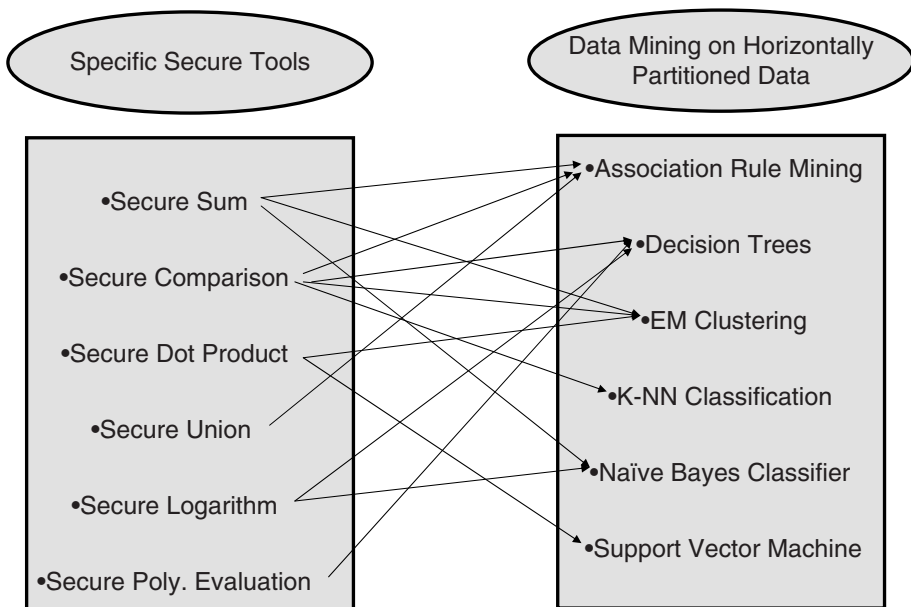 Specific Secure Tools
Data Mining on Horizontally
Partitioned Data
•Secure Sum
•Secure Comparison
•Secure Dot Product
•Secure Union
•Secure Logarithm
•Secure Poly. Evaluation
•Association Rule Mining
•Decision Trees
•EM Clustering
•K-NN Classification
•Naïve Bayes Classifier
•Support Vector Machine